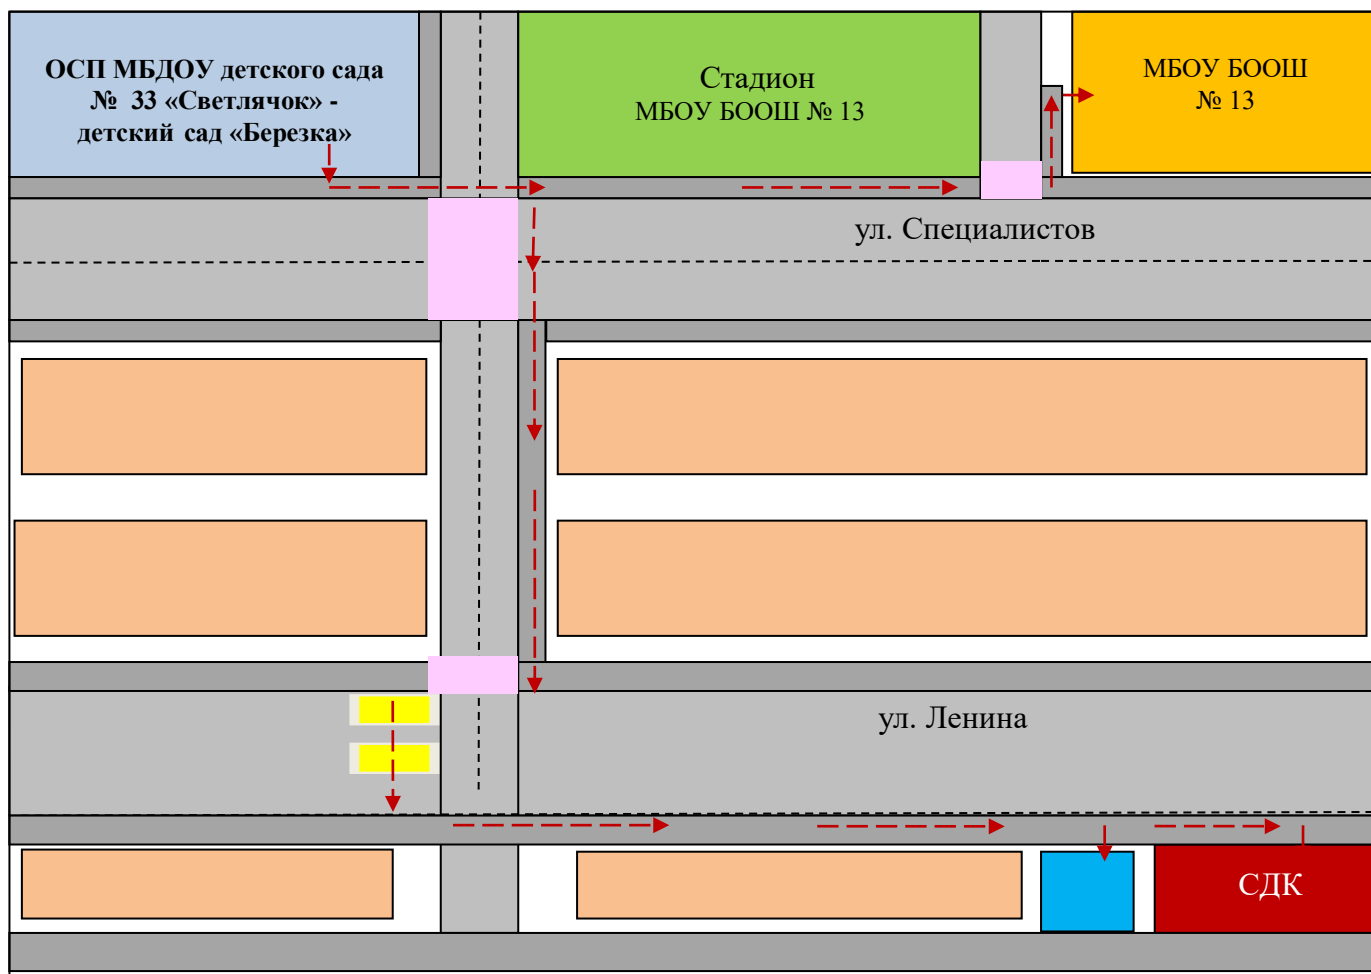 ОСП МБДОУ детского сада
№ 33 «Светлячок» -
детский сад «Березка»
Стадион
МБОУ БООШ № 13
МБОУ БООШ
№ 13
ул. Специалистов
ул. Ленина
СДК